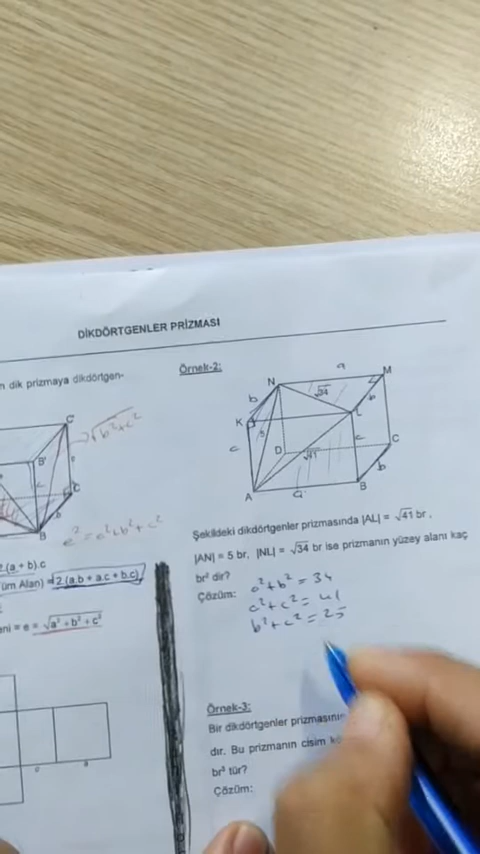 DİKDÖRTGENLER PRİZMASI
n dik prizmaya dikdörtgen-
C'
√b²+c²
B'
c
C
b
B
e² = a²+b²+c²
2.(a + b).c
üm Alan) = 2.(a.b + a.c + b.c)
eni = e = √a² + b² + c²
c
a
Örnek-2:
a
N
M
√34
b
b
K
L
5
c
D
c
C
√41
b
A
a
B
Şekildeki dikdörtgenler prizmasında |AL| = √41 br ,
|AN| = 5 br, |NL| = √34 br ise prizmanın yüzey alanı kaç
br² dir?
Çözüm:
a²+b² = 34
a²+c² = 41
b²+c² = 25
Örnek-3:
Bir dikdörtgenler prizmasının
dır. Bu prizmanın cisim
br³ tür?
Çözüm: